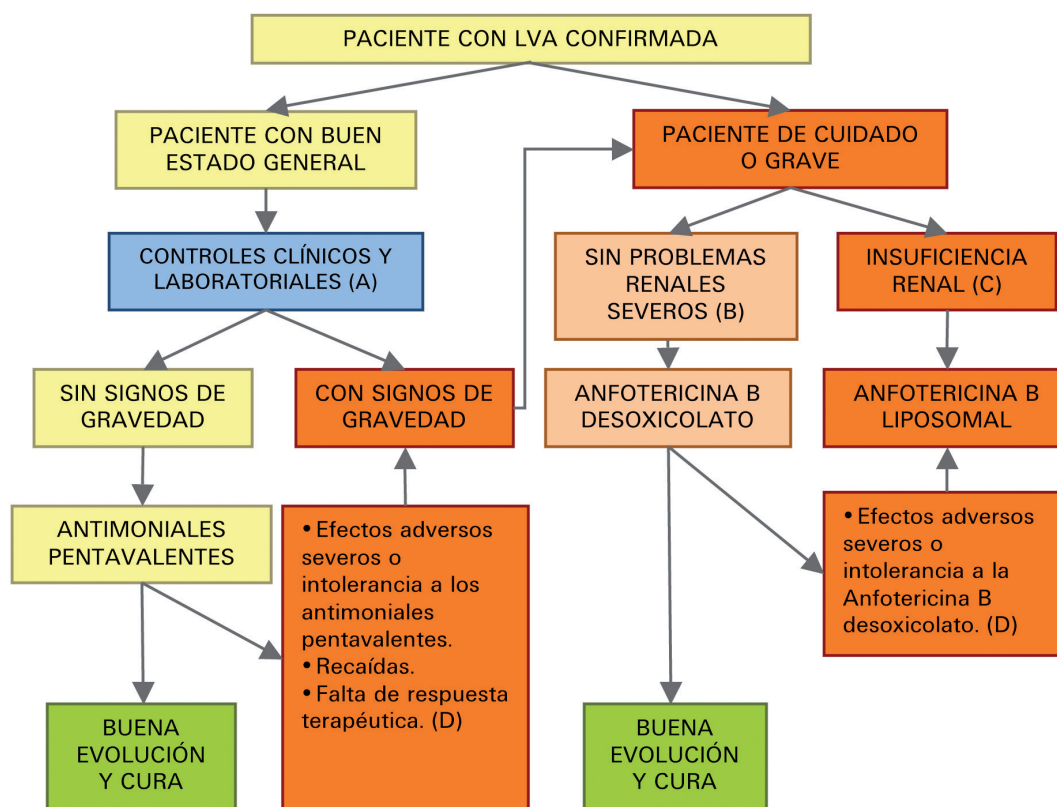 PACIENTE CON LVA CONFIRMADA
PACIENTE CON BUEN
ESTADO GENERAL
PACIENTE DE CUIDADO
O GRAVE
CONTROLES CLÍNICOS Y
LABORATORIALES (A)
SIN PROBLEMAS
RENALES
SEVEROS (B)
INSUFICIENCIA
RENAL (C)
SIN SIGNOS DE
GRAVEDAD
CON SIGNOS DE
GRAVEDAD
ANFOTERICINA B
DESOXICOLATO
ANFOTERICINA B
LIPOSOMAL
ANTIMONIALES
PENTAVALENTES
• Efectos adversos
severos o
intolerancia a los
antimoniales
pentavalentes.
• Recaídas.
• Falta de respuesta
terapéutica. (D)
• Efectos adversos
severos o
intolerancia a la
Anfotericina B
desoxicolato. (D)
BUENA
EVOLUCIÓN
Y CURA
BUENA
EVOLUCIÓN
Y CURA